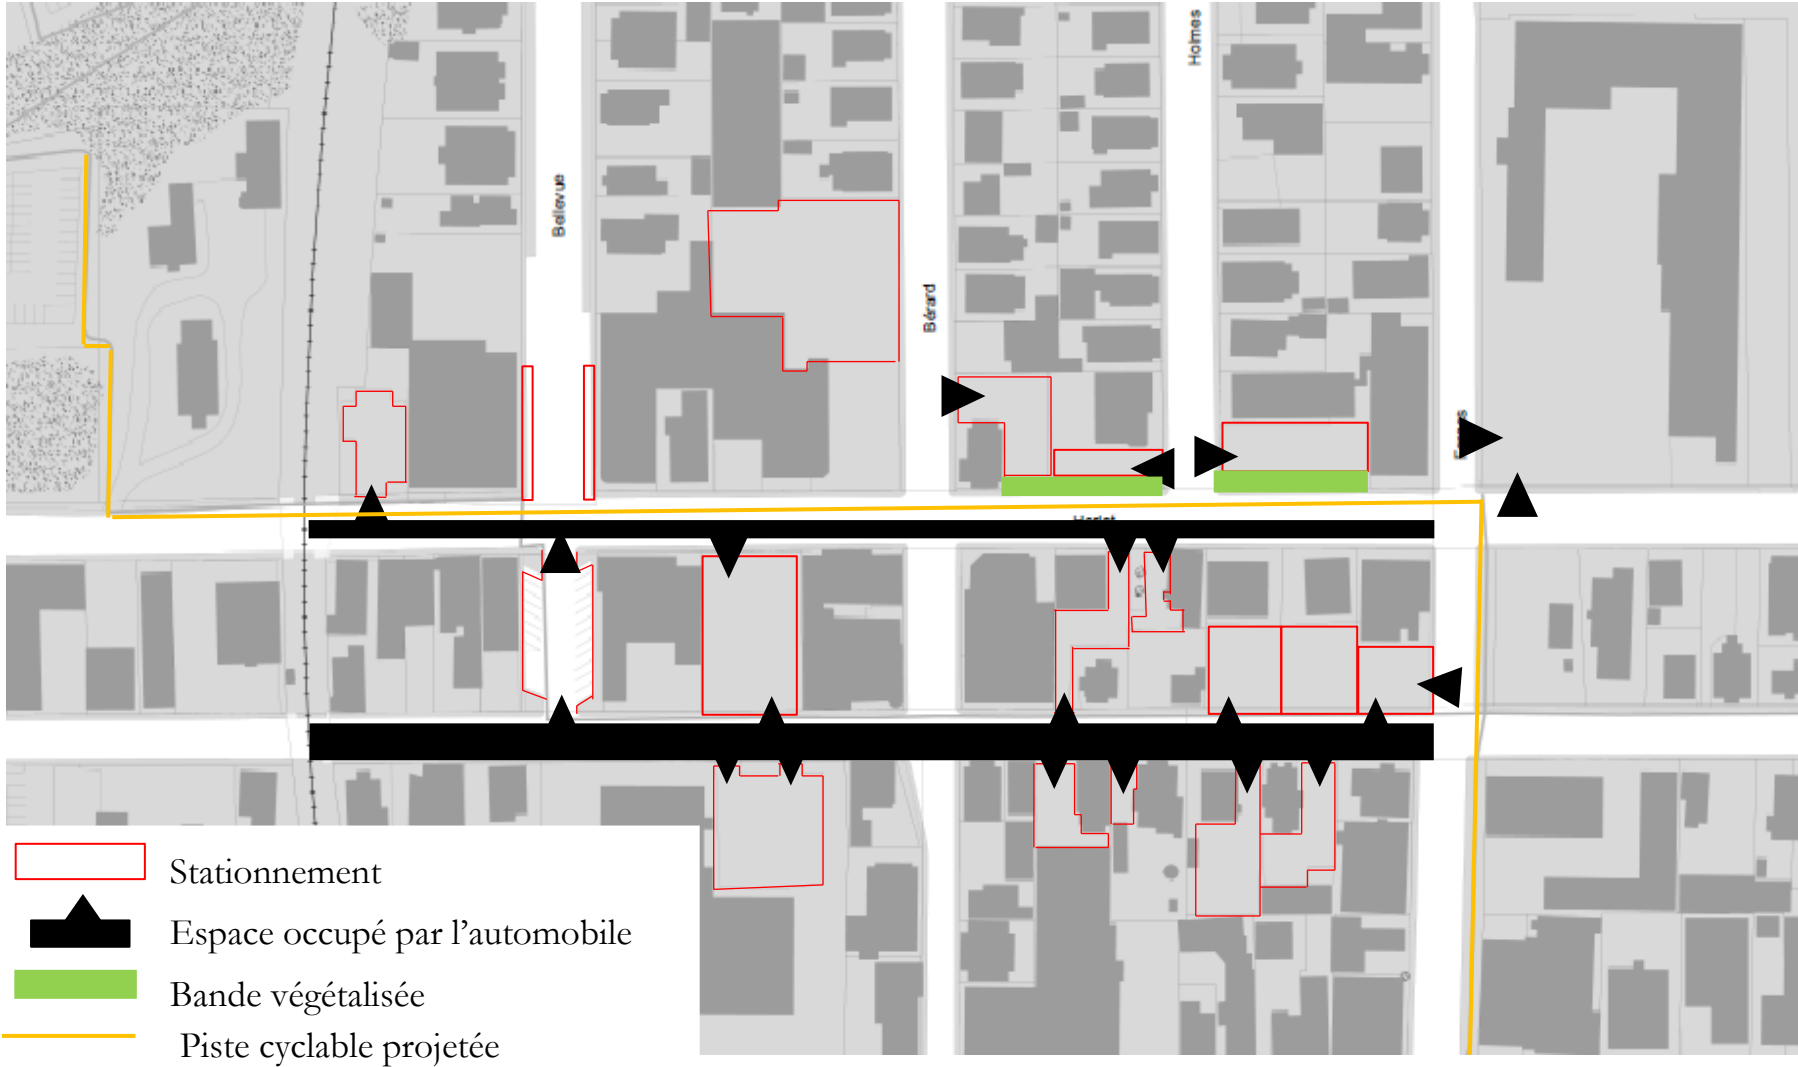 Holmes
Bellevue
Bérard
Stationnement
Espace occupé par l'automobile
Bande végétalisée
Piste cyclable projetée